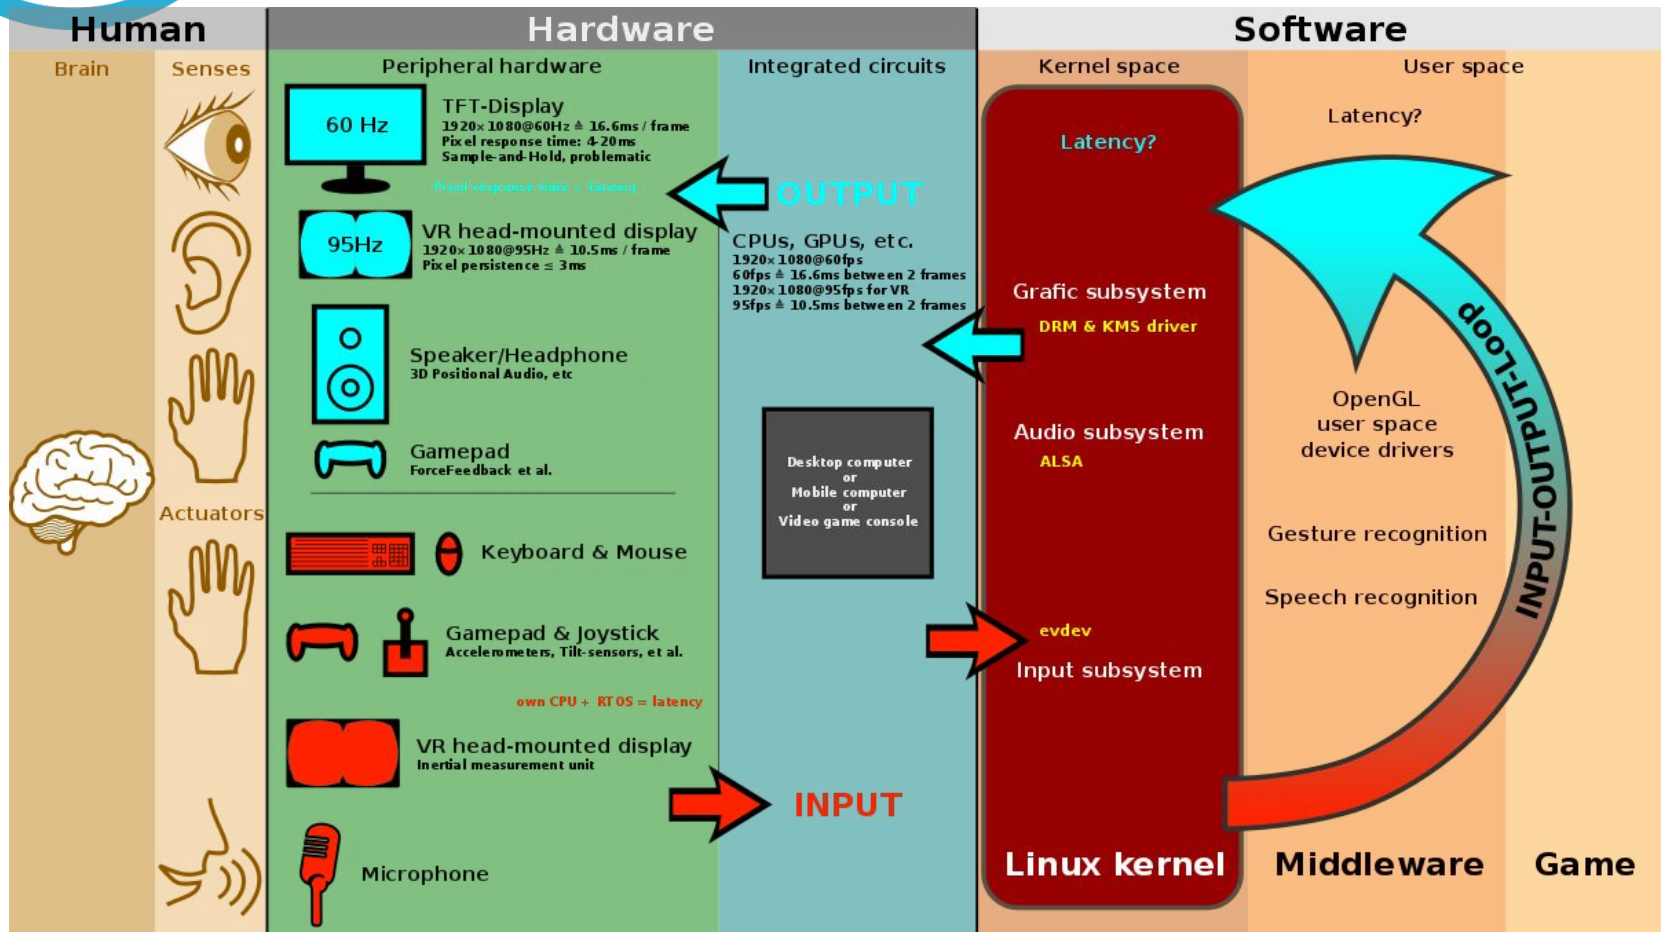 Human
Hardware
Software
Brain
Senses
Peripheral hardware
Integrated circuits
Kernel space
User space
60 Hz
TFT-Display
1920×1080@60Hz ≙ 16.6ms / frame
Pixel response time: 4-20ms
Sample-and-Hold, problematic
Pixel response time = latency
OUTPUT
95Hz
VR head-mounted display
1920×1080@95Hz ≙ 10.5ms / frame
Pixel persistence ≤ 3ms
CPUs, GPUs, etc.
1920×1080@60fps
60fps ≙ 16.6ms between 2 frames
1920×1080@95fps for VR
95fps ≙ 10.5ms between 2 frames
Speaker/Headphone
3D Positional Audio, etc
Gamepad
ForceFeedback et al.
Actuators
Desktop computer
or
Mobile computer
or
Video game console
Keyboard & Mouse
Gamepad & Joystick
Accelerometers, Tilt-sensors, et al.
own CPU + RTOS = latency
VR head-mounted display
Inertial measurement unit
INPUT
Microphone
Latency?
Grafic subsystem
DRM & KMS driver
Audio subsystem
ALSA
evdev
Input subsystem
Linux kernel
Latency?
OpenGL
user space
device drivers
Gesture recognition
Speech recognition
INPUT-OUTPUT-Loop
Middleware
Game